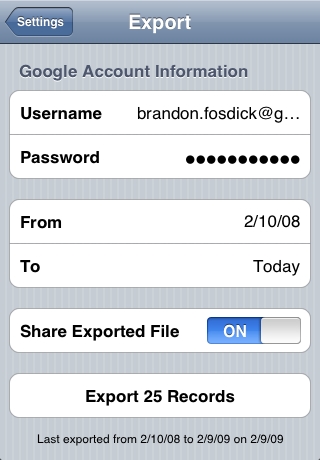 Settings
Export
Google Account Information
Username brandon.fosdick@g...
Password ●●●●●●●●●●●
From 2/10/08
To Today
Share Exported File ON
Export 25 Records
Last exported from 2/10/08 to 2/9/09 on 2/9/09